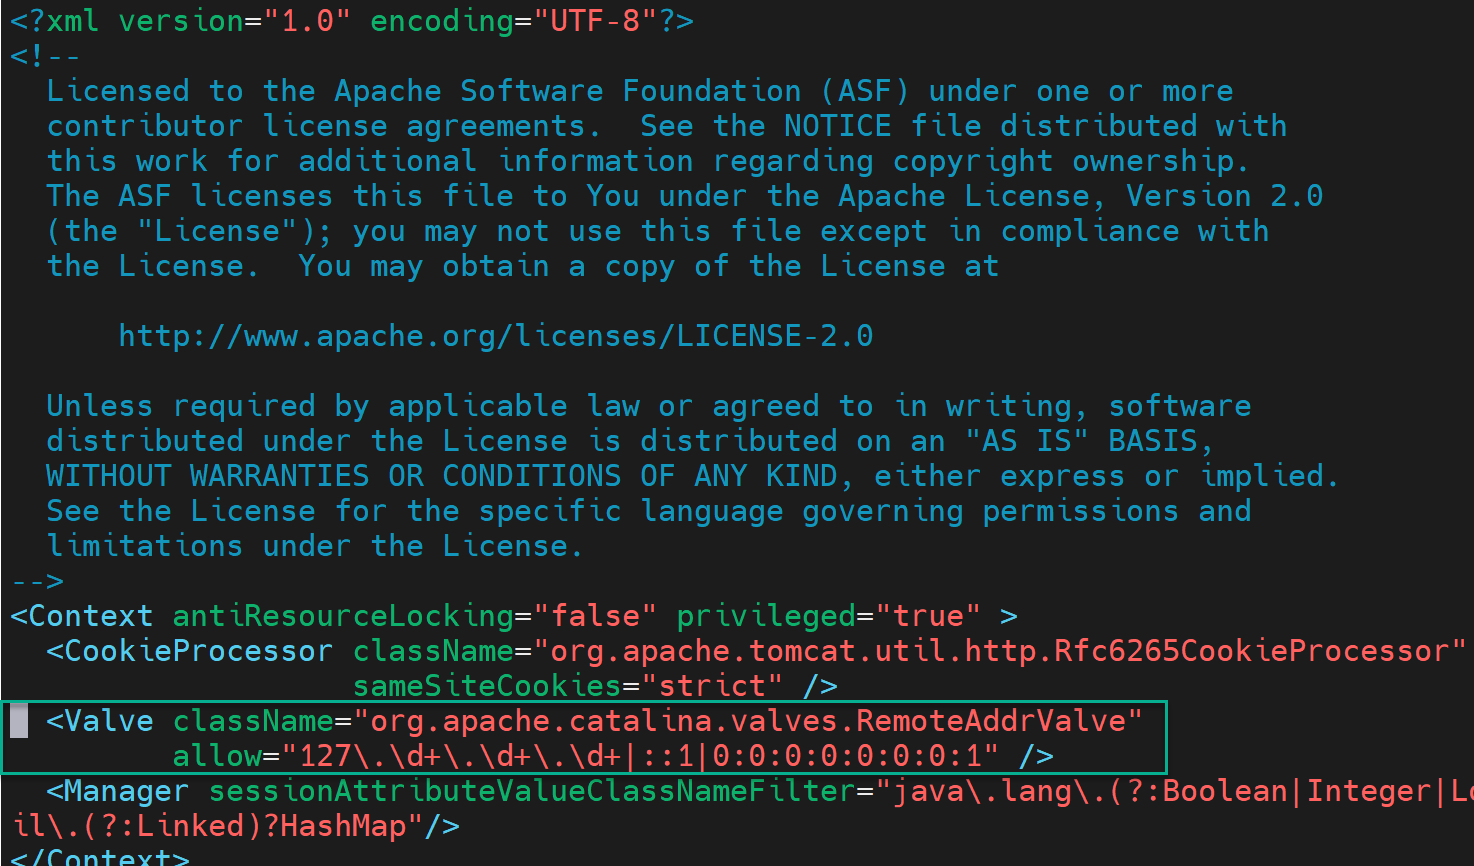 <?xml version="1.0" encoding="UTF-8"?>
<!--
  Licensed to the Apache Software Foundation (ASF) under one or more
  contributor license agreements.  See the NOTICE file distributed with
  this work for additional information regarding copyright ownership.
  The ASF licenses this file to You under the Apache License, Version 2.0
  (the "License"); you may not use this file except in compliance with
  the License.  You may obtain a copy of the License at

      http://www.apache.org/licenses/LICENSE-2.0

  Unless required by applicable law or agreed to in writing, software
  distributed under the License is distributed on an "AS IS" BASIS,
  WITHOUT WARRANTIES OR CONDITIONS OF ANY KIND, either express or implied.
  See the License for the specific language governing permissions and
  limitations under the License.
-->
<Context antiResourceLocking="false" privileged="true" >
  <CookieProcessor className="org.apache.tomcat.util.http.Rfc6265CookieProcessor"
                   sameSiteCookies="strict" />
  <Valve className="org.apache.catalina.valves.RemoteAddrValve"
         allow="127\.\d+\.\d+\.\d+|::1|0:0:0:0:0:0:0:1" />
  <Manager sessionAttributeValueClassNameFilter="java\.lang\.(?:Boolean|Integer|Lo
il\.(?:Linked)?HashMap"/>
</Context>